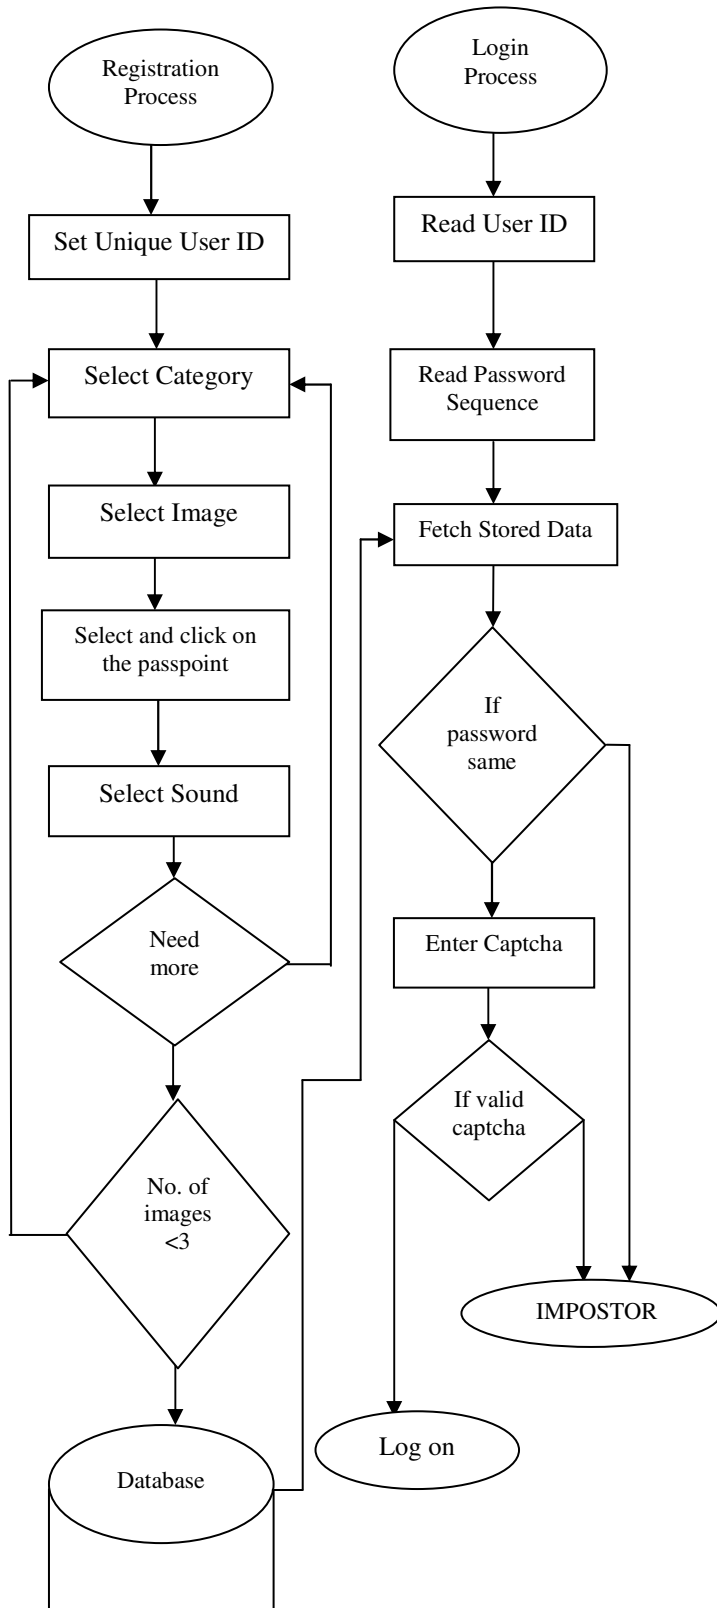 Registration
Process
Set Unique User ID
Select Category
Select Image
Select and click on
the passpoint
Select Sound
Need
more
No. of
images
<3
Database
Login
Process
Read User ID
Read Password
Sequence
Fetch Stored Data
If
password
same
Enter Captcha
If valid
captcha
IMPOSTOR
Log on